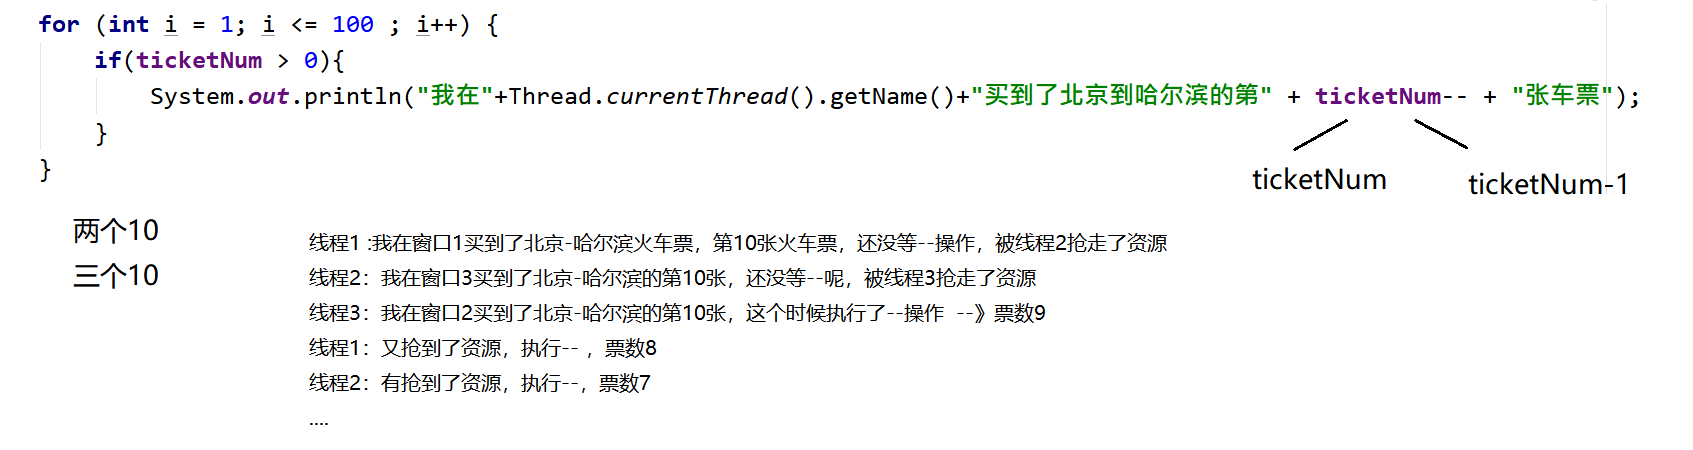 for (int i = 1; i <= 100 ; i++) {
if(ticketNum > 0){
System.out.println("我在"+Thread.currentThread().getName()+"买到了北京到哈尔滨的第" + ticketNum-- + "张车票");
}
}
ticketNum
ticketNum-1
两个10
三个10
线程1 :我在窗口1买到了北京-哈尔滨火车票，第10张火车票，还没等--操作，被线程2抢走了资源
线程2：我在窗口3买到了北京-哈尔滨的第10张，还没等--呢，被线程3抢走了资源
线程3：我在窗口2买到了北京-哈尔滨的第10张，这个时候执行了--操作 --》票数9
线程1：又抢到了资源，执行-- ，票数8
线程2：有抢到了资源，执行--，票数7
....